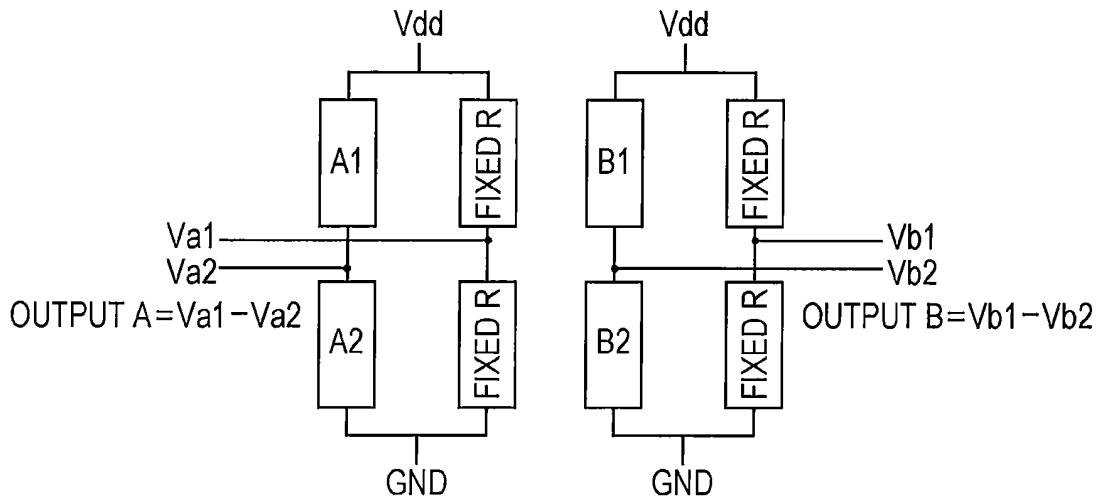 Vdd
Vdd
A1
FIXED R
B1
FIXED R
Va1
Vb1
Va2
Vb2
OUTPUT A=Va1−Va2
OUTPUT B=Vb1−Vb2
A2
FIXED R
B2
FIXED R
GND
GND